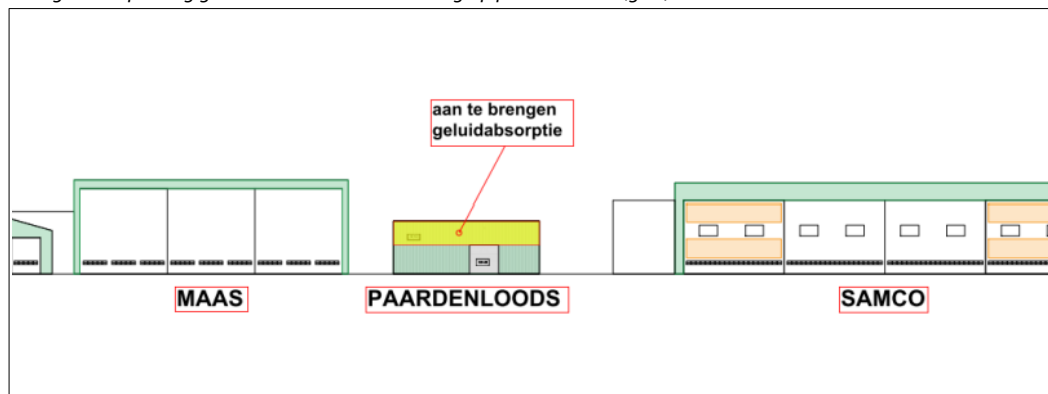 aan te brengen
geluidabsorptie
MAAS
PAARDENLOODS
SAMCO